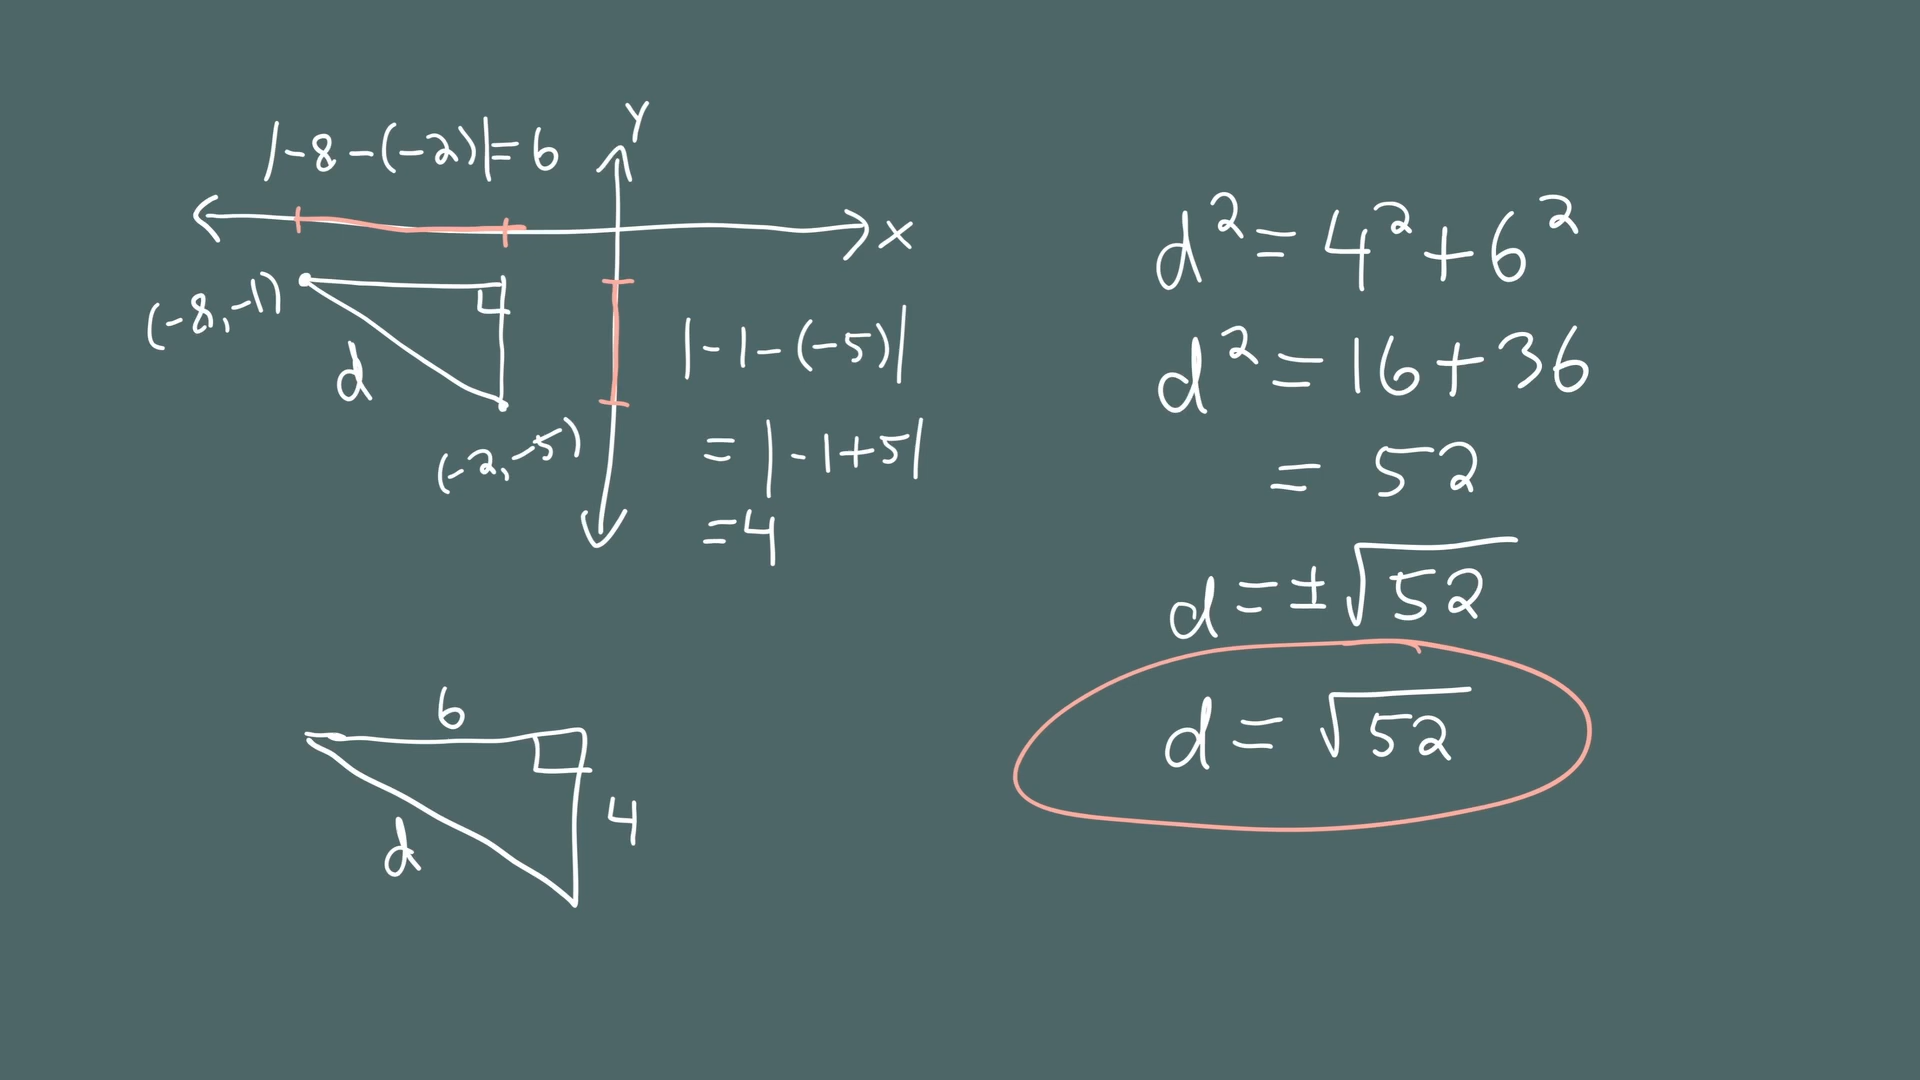 |-8-(-2)|=6
Y
X
(-8,-1)
d
(-2,-5)
|-1-(-5)|
=|-1+5|
=4
6
4
d
d²=4²+6²
d²=16+36
= 52
d=±√52
d=√52